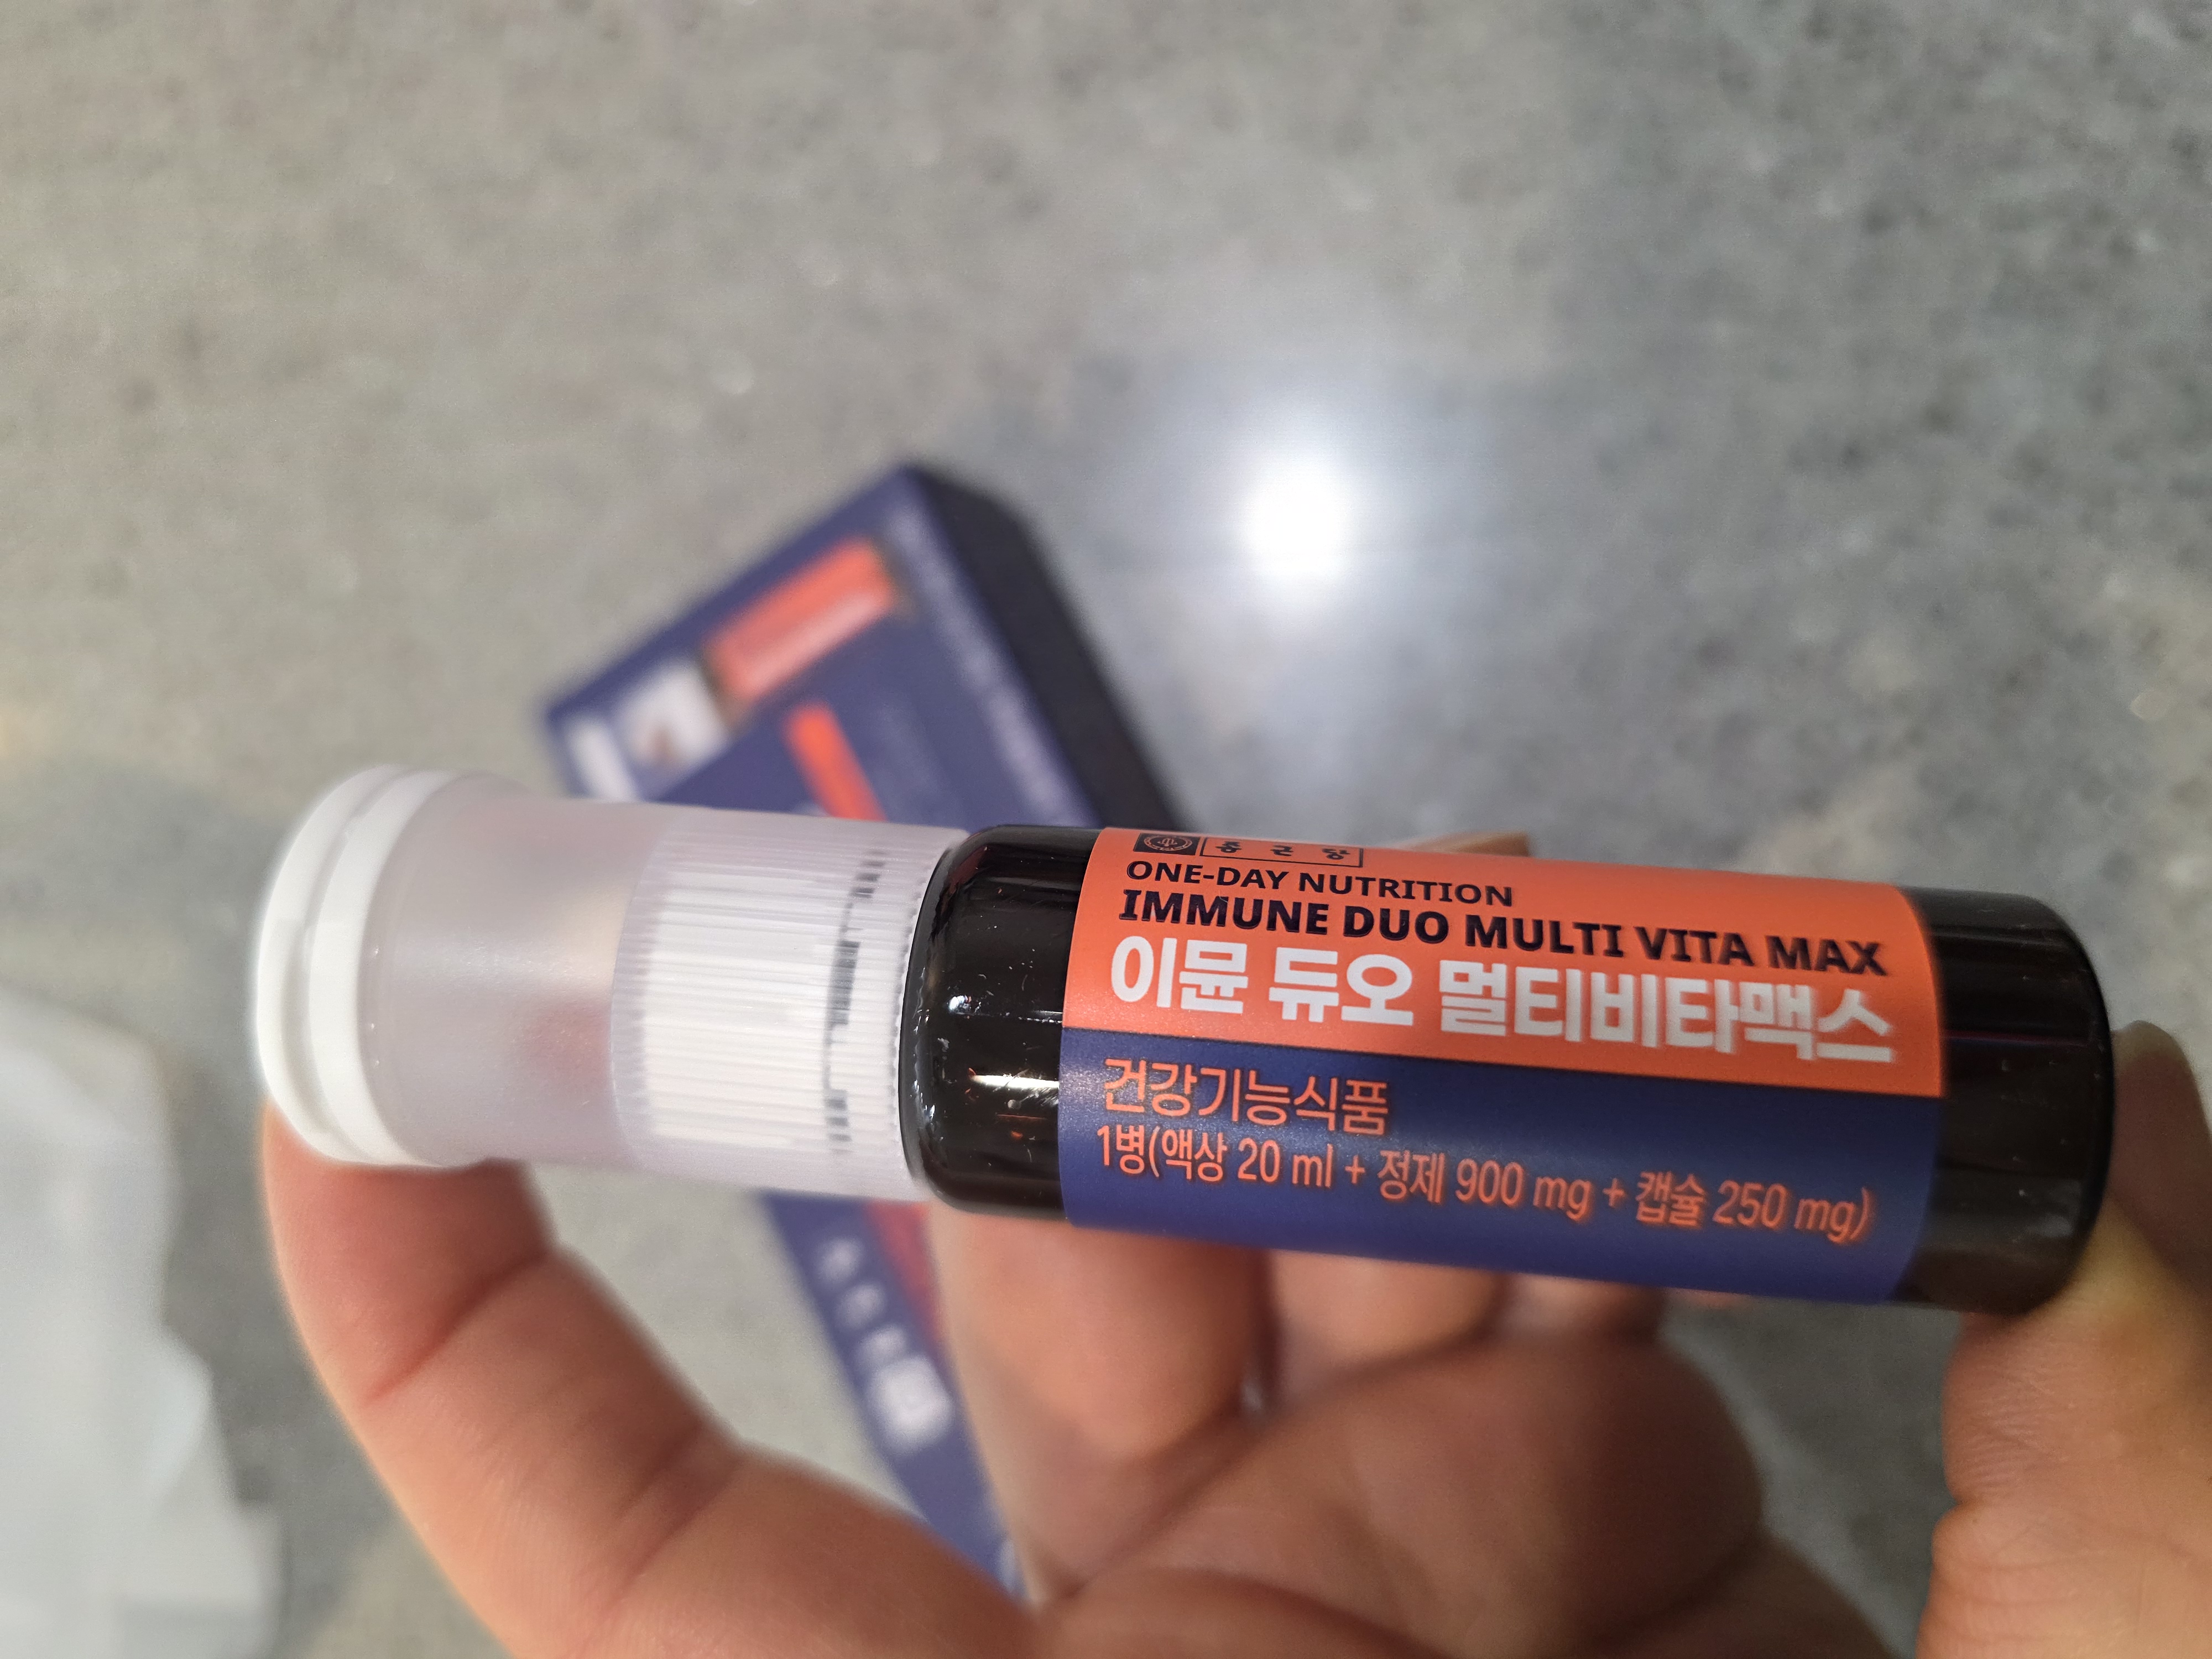 종근당
ONE-DAY NUTRITION
IMMUNE DUO MULTI VITA MAX
이뮨 듀오 멀티비타맥스
건강기능식품
1병(액상 20 ml + 정제 900 mg + 캡슐 250 mg)